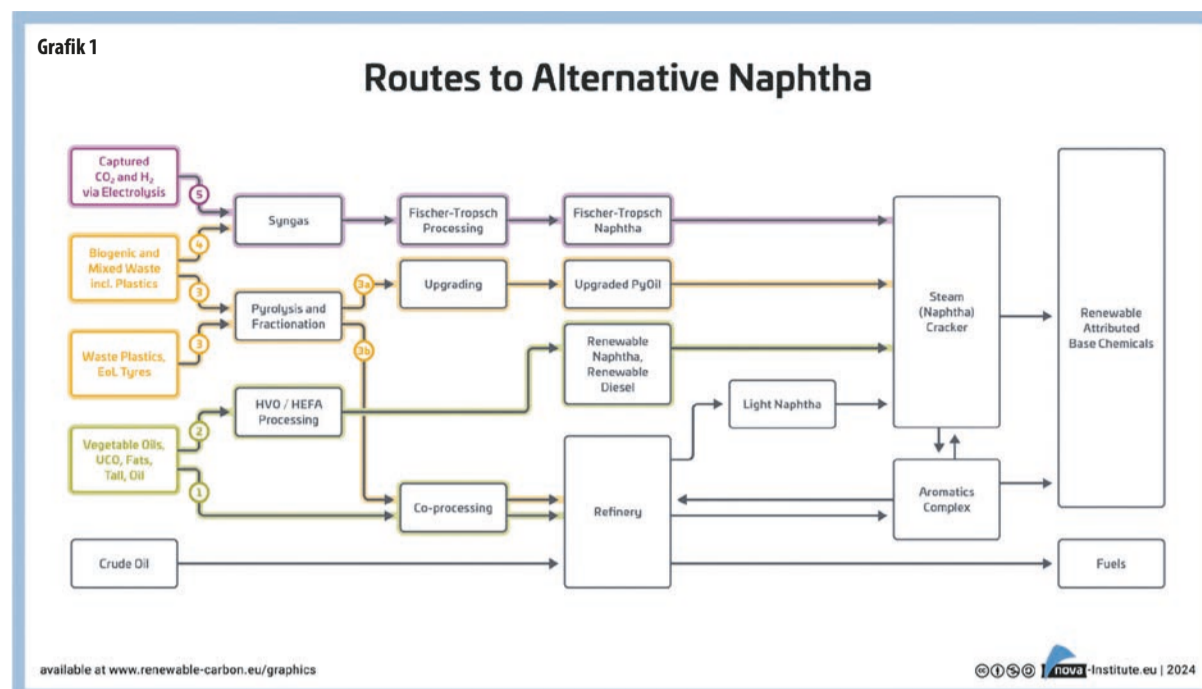 Grafik 1
Routes to Alternative Naphtha
Captured
CO₂ and H₂
via Electrolysis
5
Syngas
Fischer-Tropsch
Processing
Fischer-Tropsch
Naphtha
4
Biogenic and
Mixed Waste
incl. Plastics
3
Pyrolysis and
Fractionation
3a
Upgrading
Upgraded PyOil
3b
Waste Plastics,
EoL Tyres
3
Steam
(Naphtha)
Cracker
Renewable
Attributed
Base Chemicals
Renewable
Naphtha,
Renewable
Diesel
HVO / HEFA
Processing
Light Naphtha
2
Vegetable Oils,
UCO, Fats,
Tall, Oil
1
Co-processing
Refinery
Aromatics
Complex
Crude Oil
Fuels
available at www.renewable-carbon.eu/graphics
nova-Institute.eu | 2024